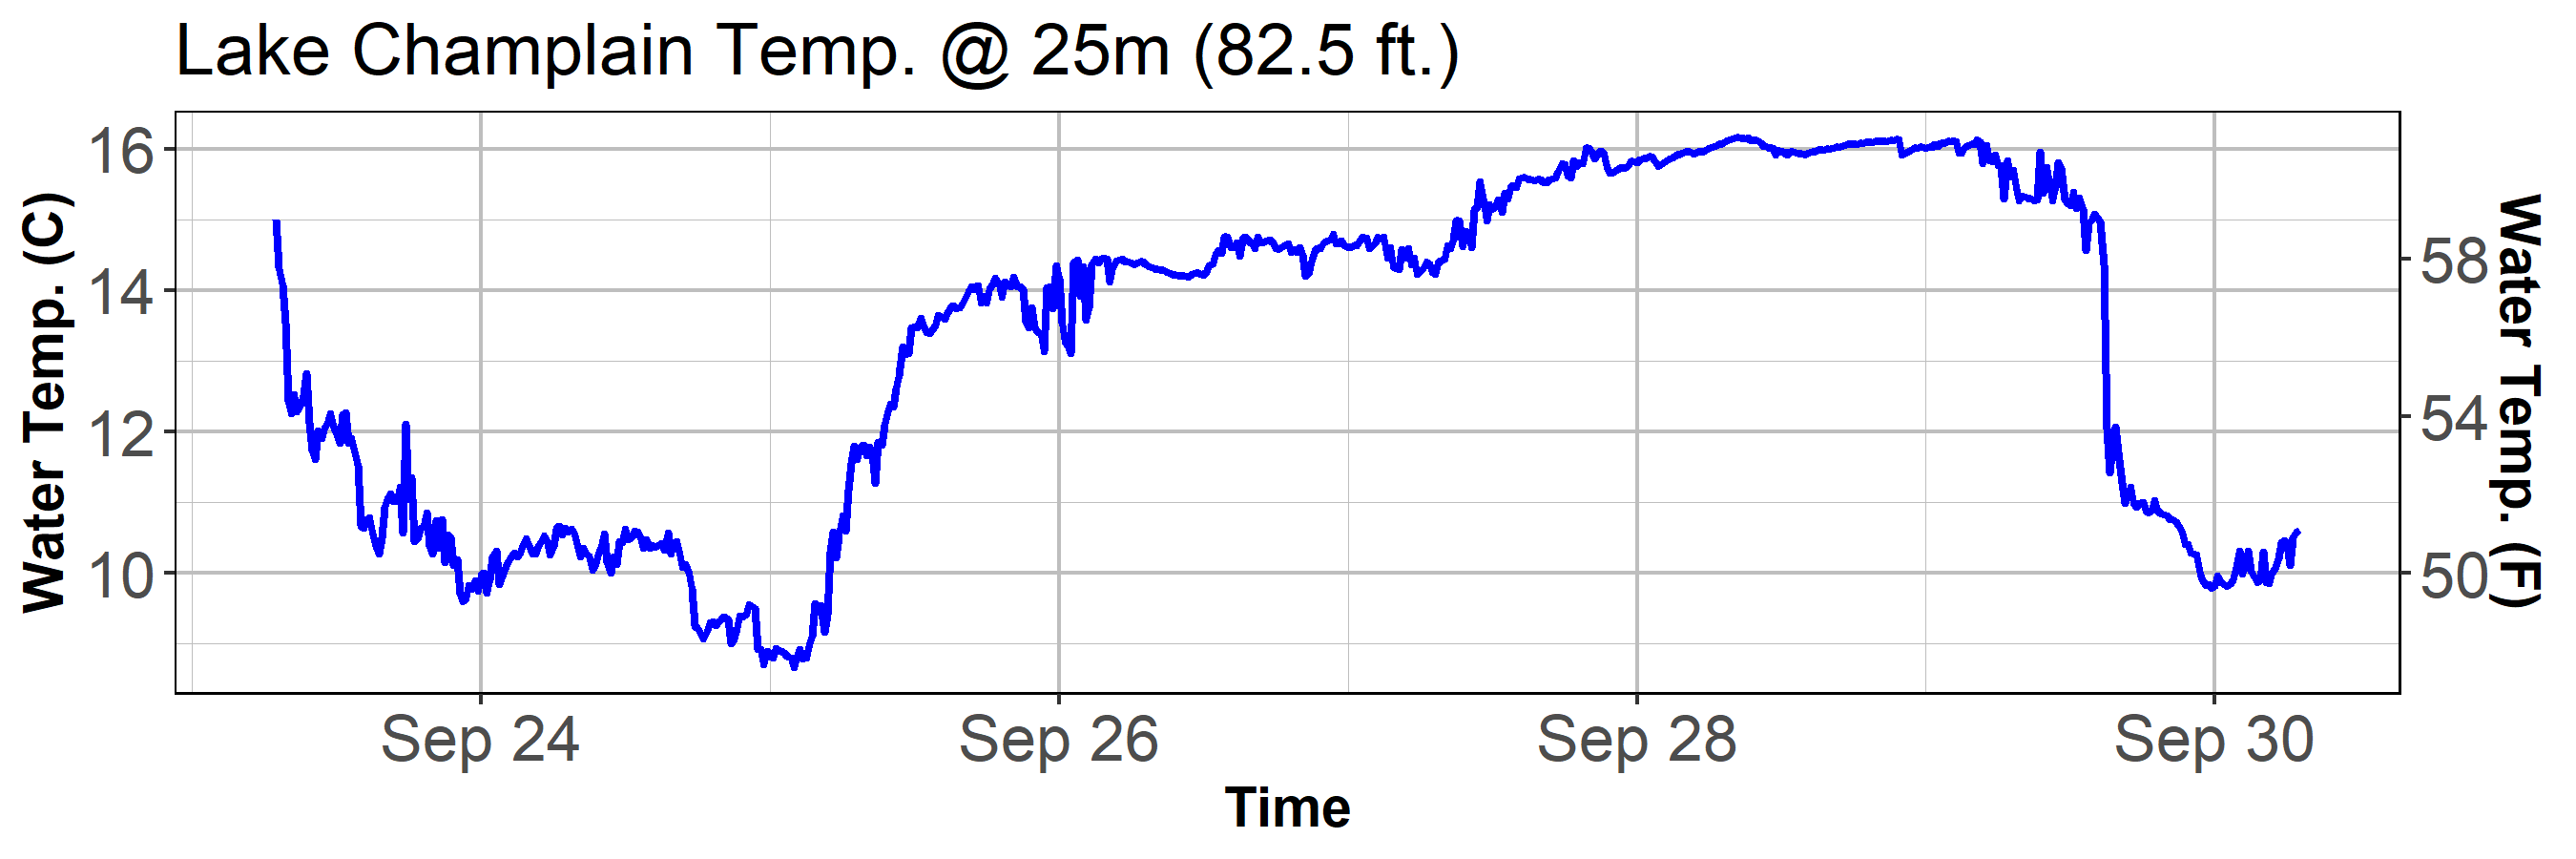 Lake Champlain Temp. @ 25m (82.5 ft.)
Water Temp. (C)
16
14
12
10
58
54
50
Water Temp. (F)
Sep 24 Sep 26 Sep 28 Sep 30
Time